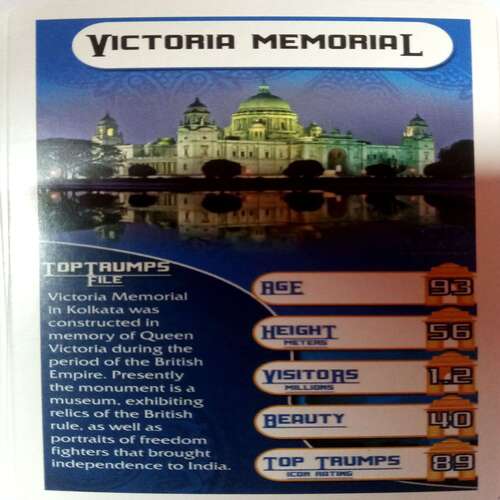 VICTORIA MEMORIAL
TOP TRUMPS
FILE
Victoria Memorial
in Kolkata was
constructed in
memory of Queen
Victoria during the
period of the British
Empire. Presently
the monument is a
museum, exhibiting
relics of the British
rule, as well as
portraits of freedom
fighters that brought
independence to India.
AGE 93
HEIGHT 56
METERS
VISITORS 1.2
MILLIONS
BEAUTY 40
TOP TRUMPS 89
ICON RATING